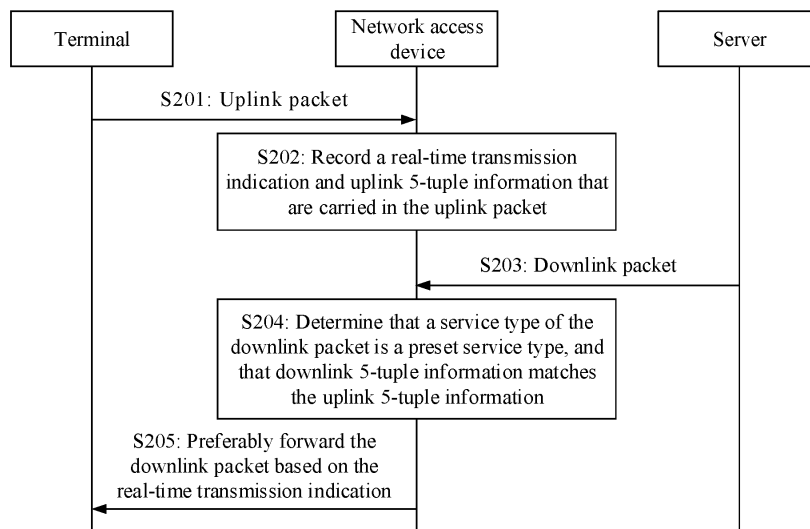 Terminal
Network access
device
Server
S201: Uplink packet
S202: Record a real-time transmission
indication and uplink 5-tuple information that
are carried in the uplink packet
S203: Downlink packet
S204: Determine that a service type of the
downlink packet is a preset service type, and
that downlink 5-tuple information matches
the uplink 5-tuple information
S205: Preferably forward the
downlink packet based on the
real-time transmission indication